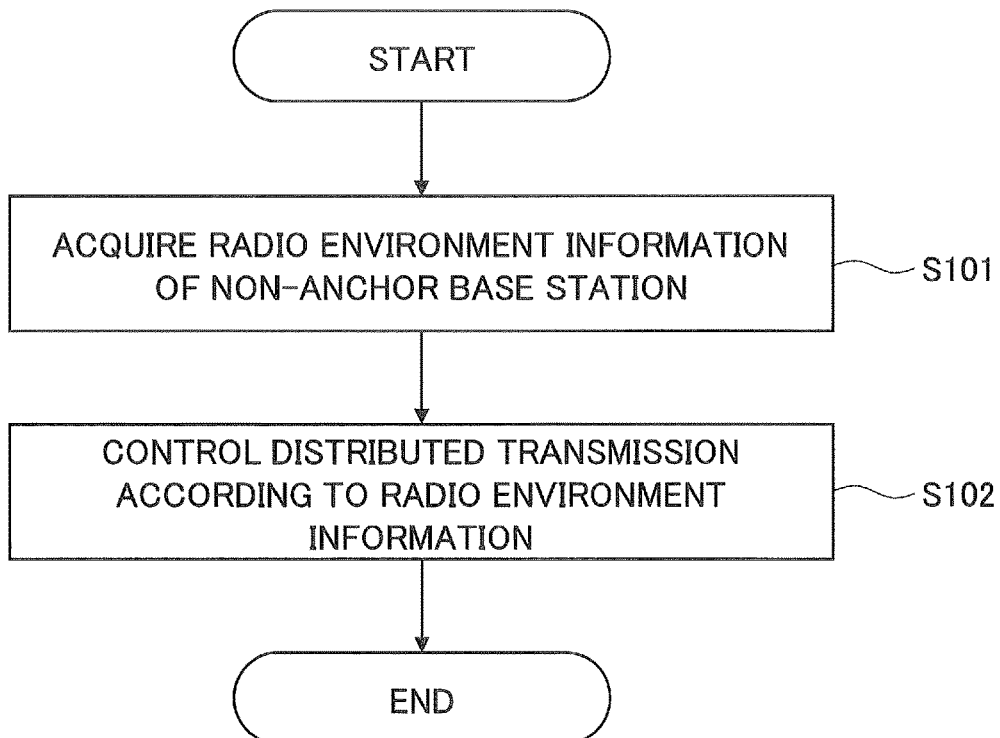 START
ACQUIRE RADIO ENVIRONMENT INFORMATION
OF NON-ANCHOR BASE STATION
S101
CONTROL DISTRIBUTED TRANSMISSION
ACCORDING TO RADIO ENVIRONMENT
INFORMATION
S102
END